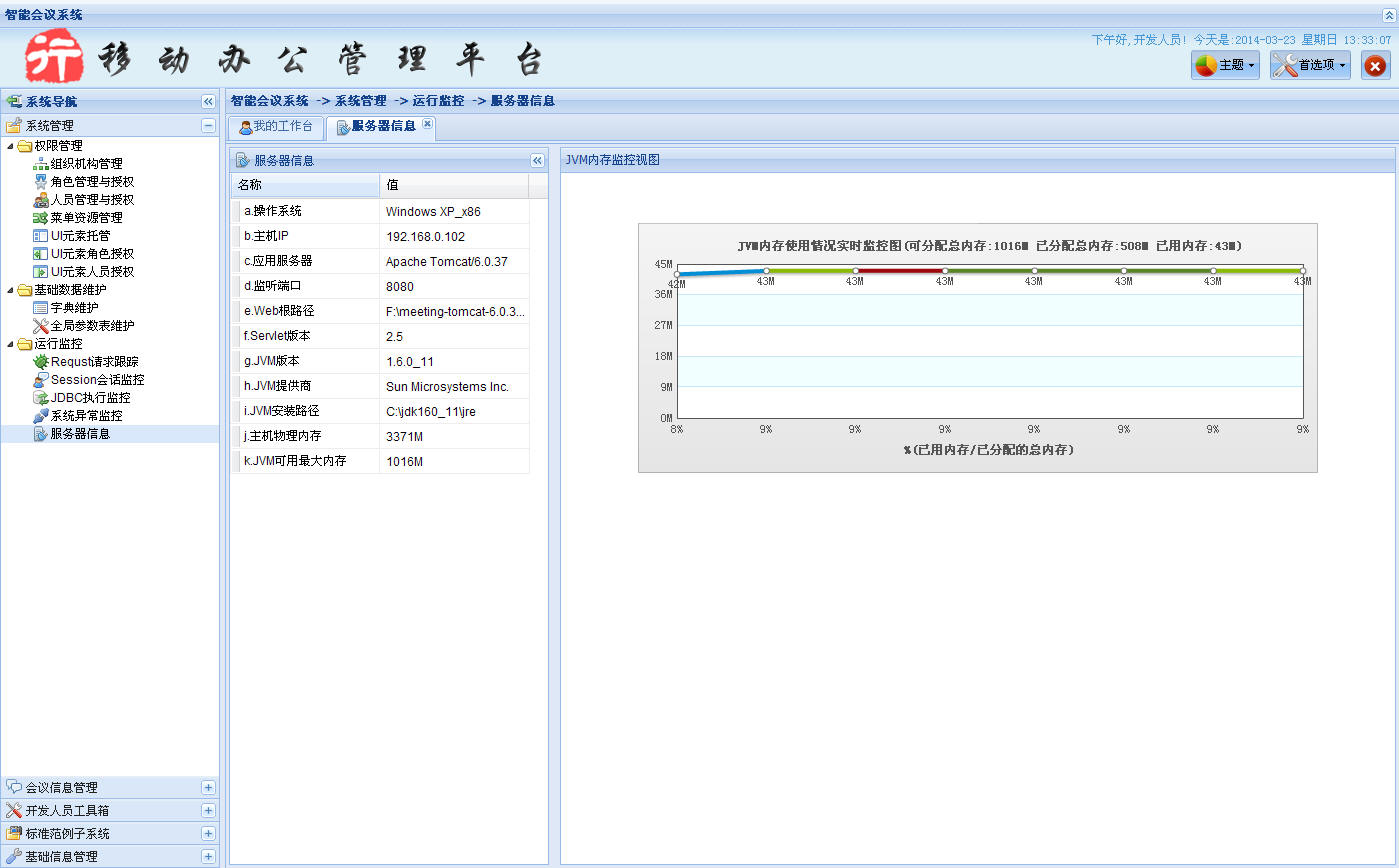 智能会议系统
移动办公管理平台
下午好,开发人员! 今天是:2014-03-23 星期日 13:33:07
主题
首选项
系统导航
系统管理
权限管理
组织机构管理
角色管理与授权
人员管理与授权
菜单资源管理
UI元素托管
UI元素角色授权
UI元素人员授权
基础数据维护
字典维护
全局参数表维护
运行监控
Requst请求跟踪
Session会话监控
JDBC执行监控
系统异常监控
服务器信息
会议信息管理
开发人员工具箱
标准范例子系统
基础信息管理
智能会议系统 -> 系统管理 -> 运行监控 -> 服务器信息
我的工作台
服务器信息
服务器信息
名称 值
a.操作系统 Windows XP_x86
b.主机IP 192.168.0.102
c.应用服务器 Apache Tomcat/6.0.37
d.监听端口 8080
e.Web根路径 F:\meeting-tomcat-6.0.3...
f.Servlet版本 2.5
g.JVM版本 1.6.0_11
h.JVM提供商 Sun Microsystems Inc.
i.JVM安装路径 C:\jdk160_11\jre
j.主机物理内存 3371M
k.JVM可用最大内存 1016M
JVM内存监控视图
JVM内存使用情况实时监控图(可分配总内存:1016M 已分配总内存:508M 已用内存:43M)
45M
42M 43M 43M 43M 43M 43M 43M 43M
36M
27M
18M
9M
0M
8% 9% 9% 9% 9% 9% 9% 9%
%(已用内存/已分配的总内存)